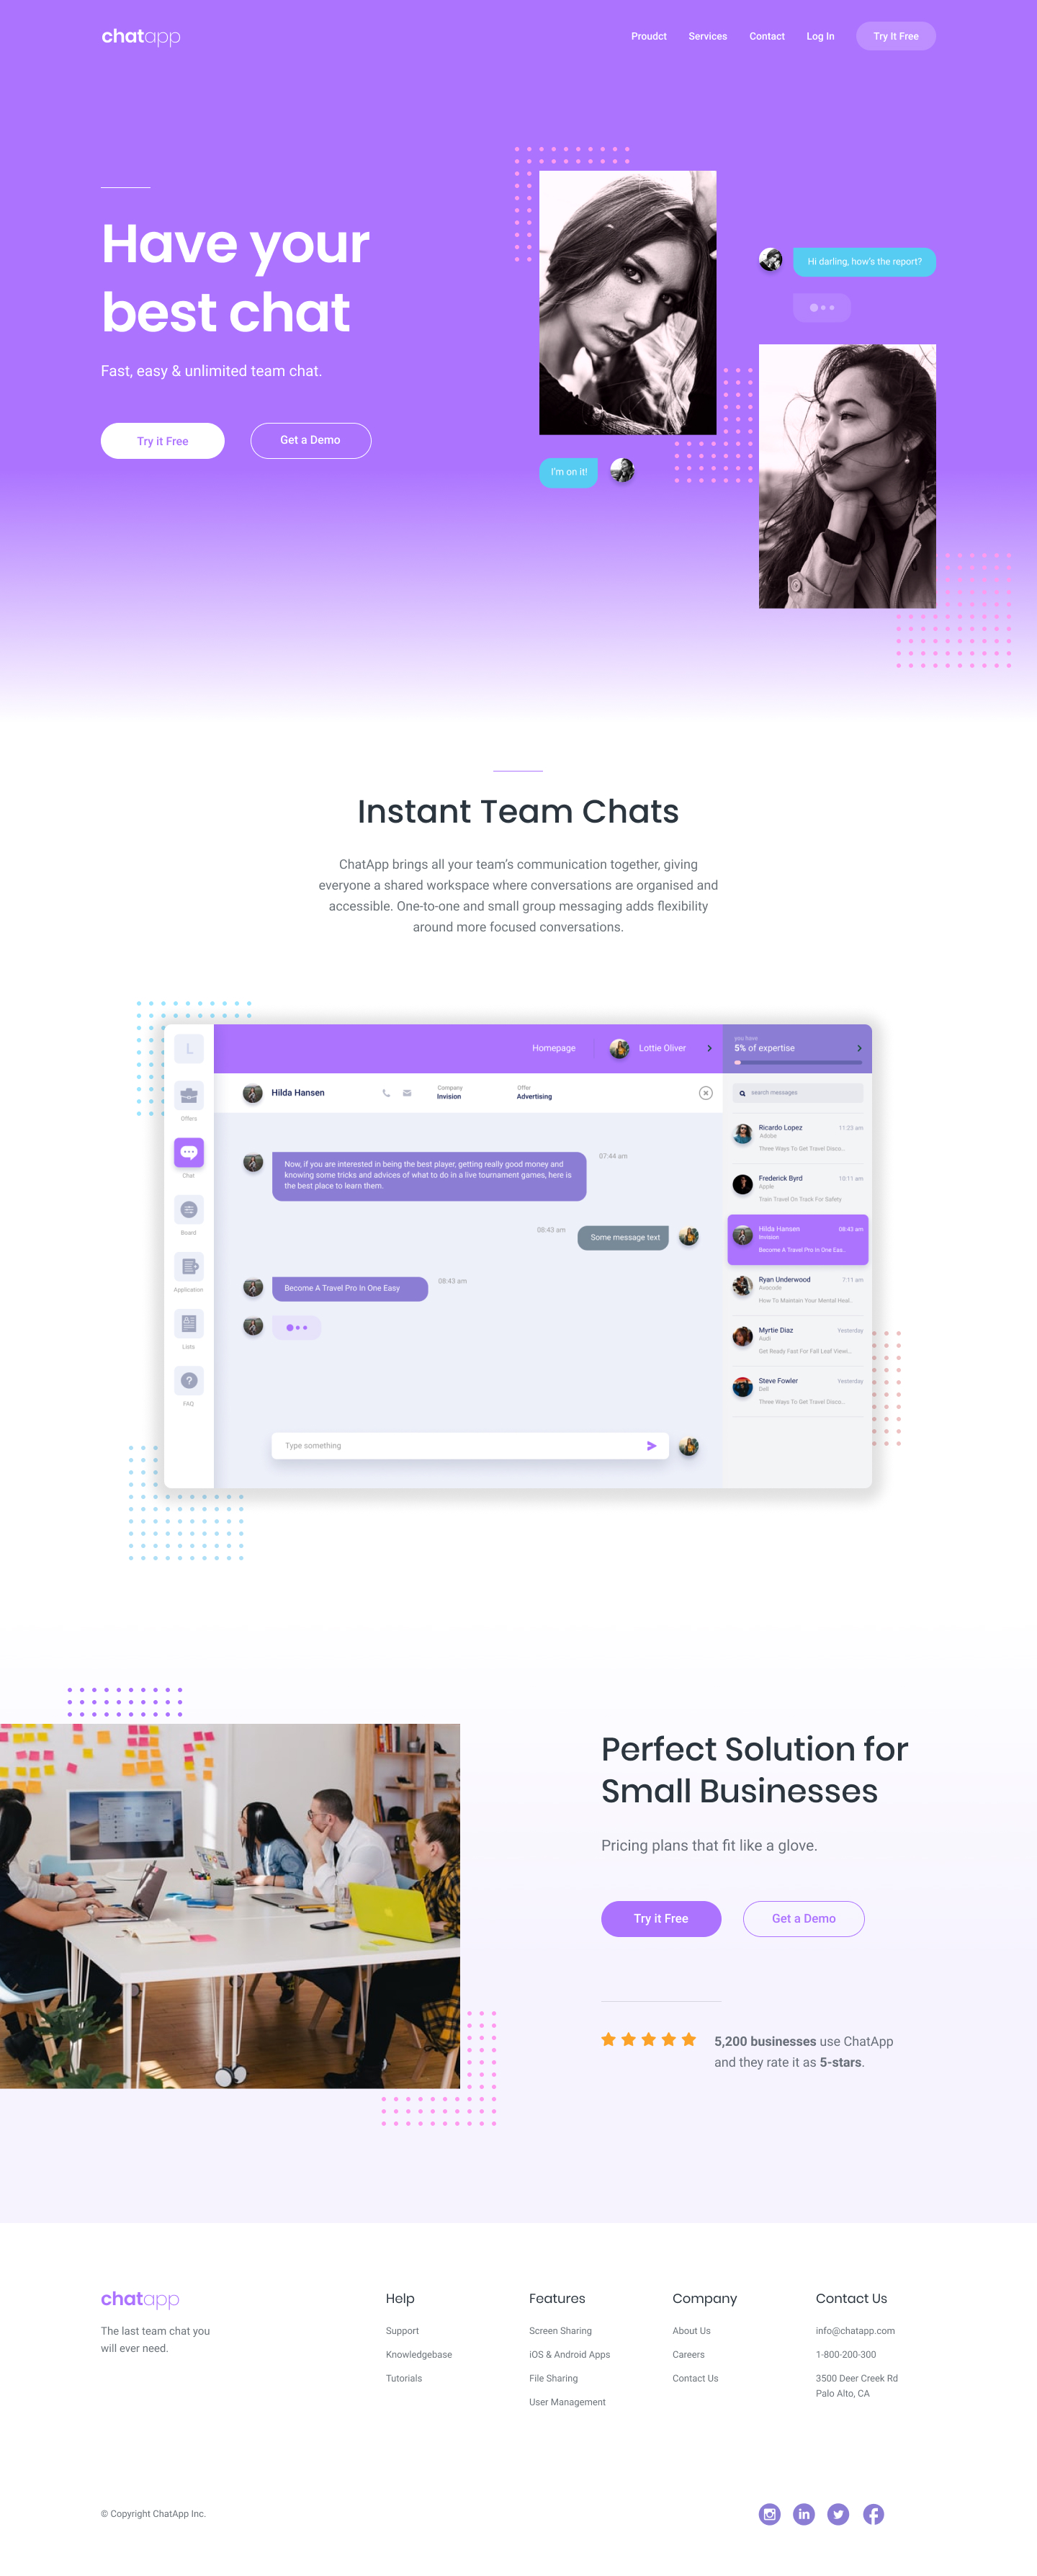 chatapp
Proudct
Services
Contact
Log In
Try It Free
Have your
best chat
Fast, easy & unlimited team chat.
Try it Free
Get a Demo
Hi darling, how's the report?
I'm on it!
Instant Team Chats
ChatApp brings all your team's communication together, giving
everyone a shared workspace where conversations are organised and
accessible. One-to-one and small group messaging adds flexibility
around more focused conversations.
L
Offers
Chat
Board
Application
Lists
FAQ
Homepage
Lottie Oliver
you have
5% of expertise
Hilda Hansen
Company
Invision
Offer
Advertising
search messages
Now, if you are interested in being the best player, getting really good money and
knowing some tricks and advices of what to do in a live tournament games, here is
the best place to learn them.
07:44 am
08:43 am
Some message text
Become A Travel Pro In One Easy
08:43 am
Type something
Ricardo Lopez
11:23 am
Adobe
Three Ways To Get Travel Disco...
Frederick Byrd
10:11 am
Apple
Train Travel On Track For Safety
Hilda Hansen
08:43 am
Invision
Become A Travel Pro In One Eas..
Ryan Underwood
7:11 am
Avocode
How To Maintain Your Mental Heal..
Myrtie Diaz
Yesterday
Audi
Get Ready Fast For Fall Leaf Viewi...
Steve Fowler
Yesterday
Dell
Three Ways To Get Travel Disco...
Perfect Solution for
Small Businesses
Pricing plans that fit like a glove.
Try it Free
Get a Demo
5,200 businesses use ChatApp
and they rate it as 5-stars.
chatapp
The last team chat you
will ever need.
Help
Support
Knowledgebase
Tutorials
Features
Screen Sharing
iOS & Android Apps
File Sharing
User Management
Company
About Us
Careers
Contact Us
Contact Us
info@chatapp.com
1-800-200-300
3500 Deer Creek Rd
Palo Alto, CA
© Copyright ChatApp Inc.